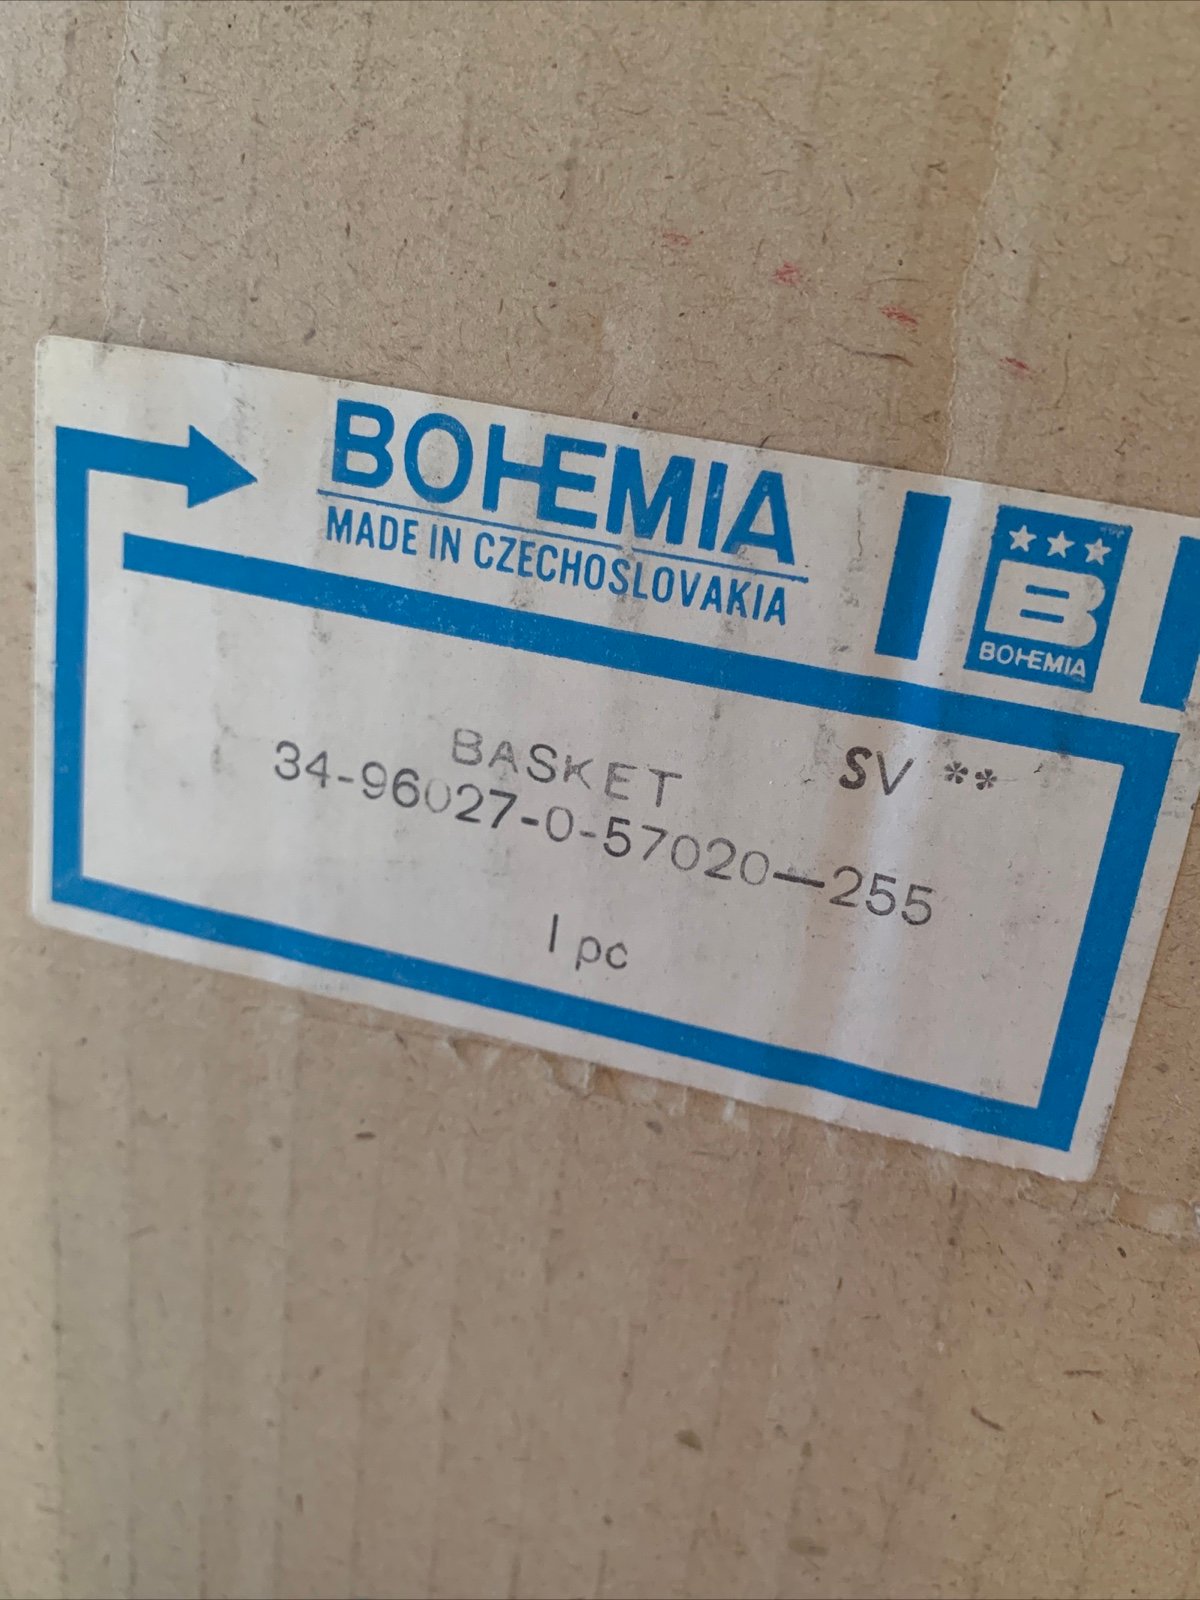 BOHEMIA
MADE IN CZECHOSLOVAKIA
B
BOHEMIA
BASKET SV **
34-96027-0-57020—255
1 pc